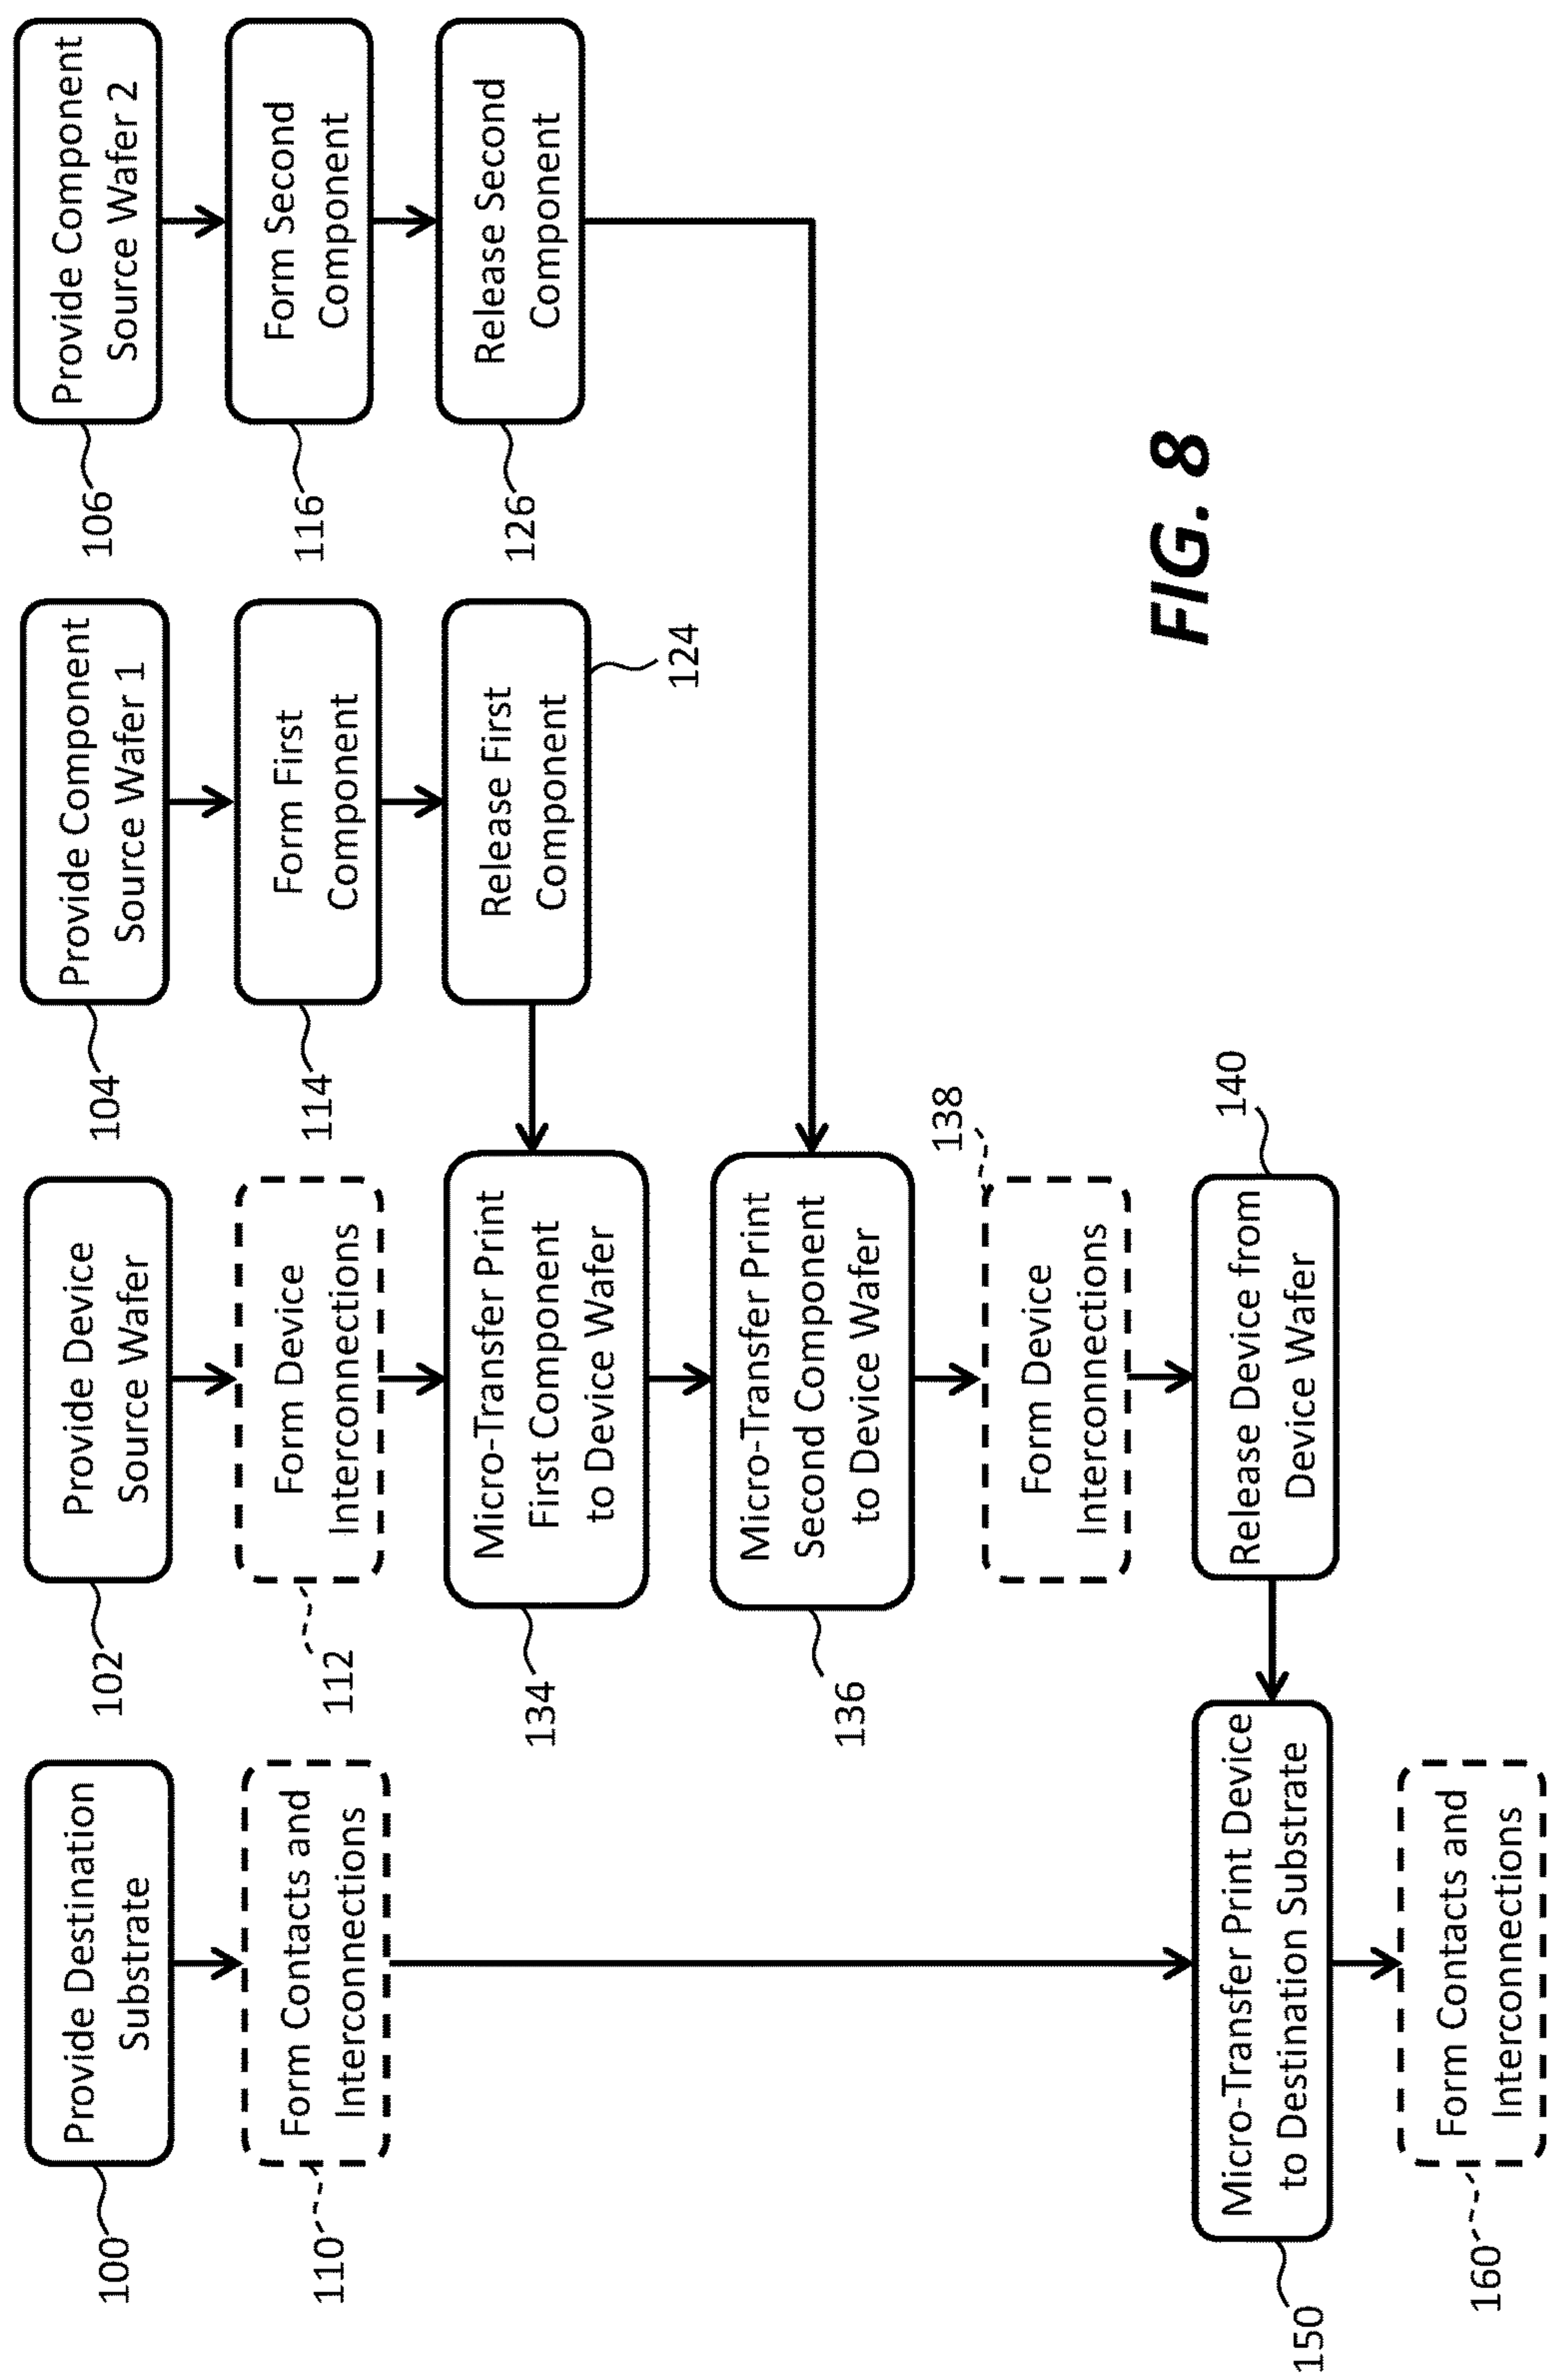 100
Provide Destination
Substrate
102
Provide Device
Source Wafer
104
Provide Component
Source Wafer 1
106
Provide Component
Source Wafer 2
110
Form Contacts and
Interconnections
112
Form Device
Interconnections
114
Form First
Component
116
Form Second
Component
134
Micro-Transfer Print
First Component
to Device Wafer
Release First
Component
124
126
Release Second
Component
136
Micro-Transfer Print
Second Component
to Device Wafer
138
Form Device
Interconnections
150
Micro-Transfer Print Device
to Destination Substrate
140
Release Device from
Device Wafer
160
Form Contacts and
Interconnections
FIG. 8